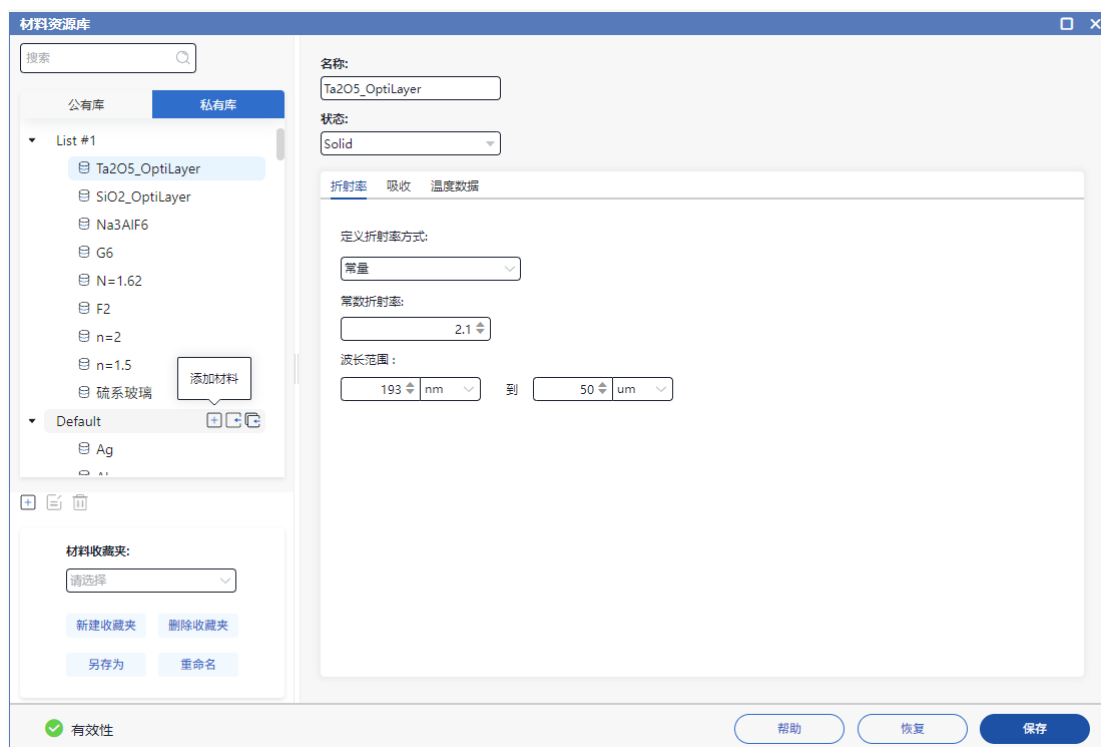 材料资源库
搜索
公有库 私有库
List #1
Ta2O5_OptiLayer
SiO2_OptiLayer
Na3AlF6
G6
N=1.62
F2
n=2
n=1.5
添加材料
硫系玻璃
Default
Ag
材料收藏夹:
请选择
新建收藏夹 删除收藏夹
另存为 重命名
名称:
Ta2O5_OptiLayer
状态:
Solid
折射率 吸收 温度数据
定义折射率方式:
常量
常数折射率:
2.1
波长范围：
193 nm 到 50 um
有效性
帮助 恢复 保存